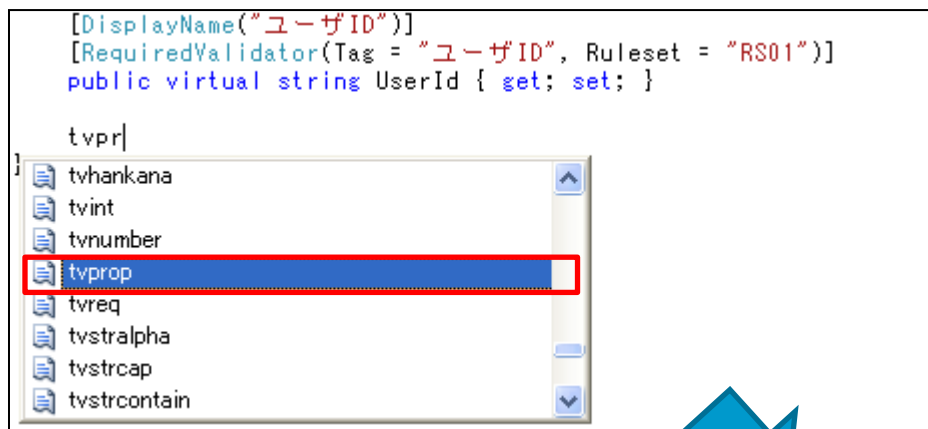 [DisplayName("ユーザID")]
[RequiredValidator(Tag = "ユーザID", Ruleset = "RS01")]
public virtual string UserId { get; set; }
tvpr
}
tvhankana
tvint
tvnumber
tvprop
tvreq
tvstralpha
tvstrcap
tvstrcontain